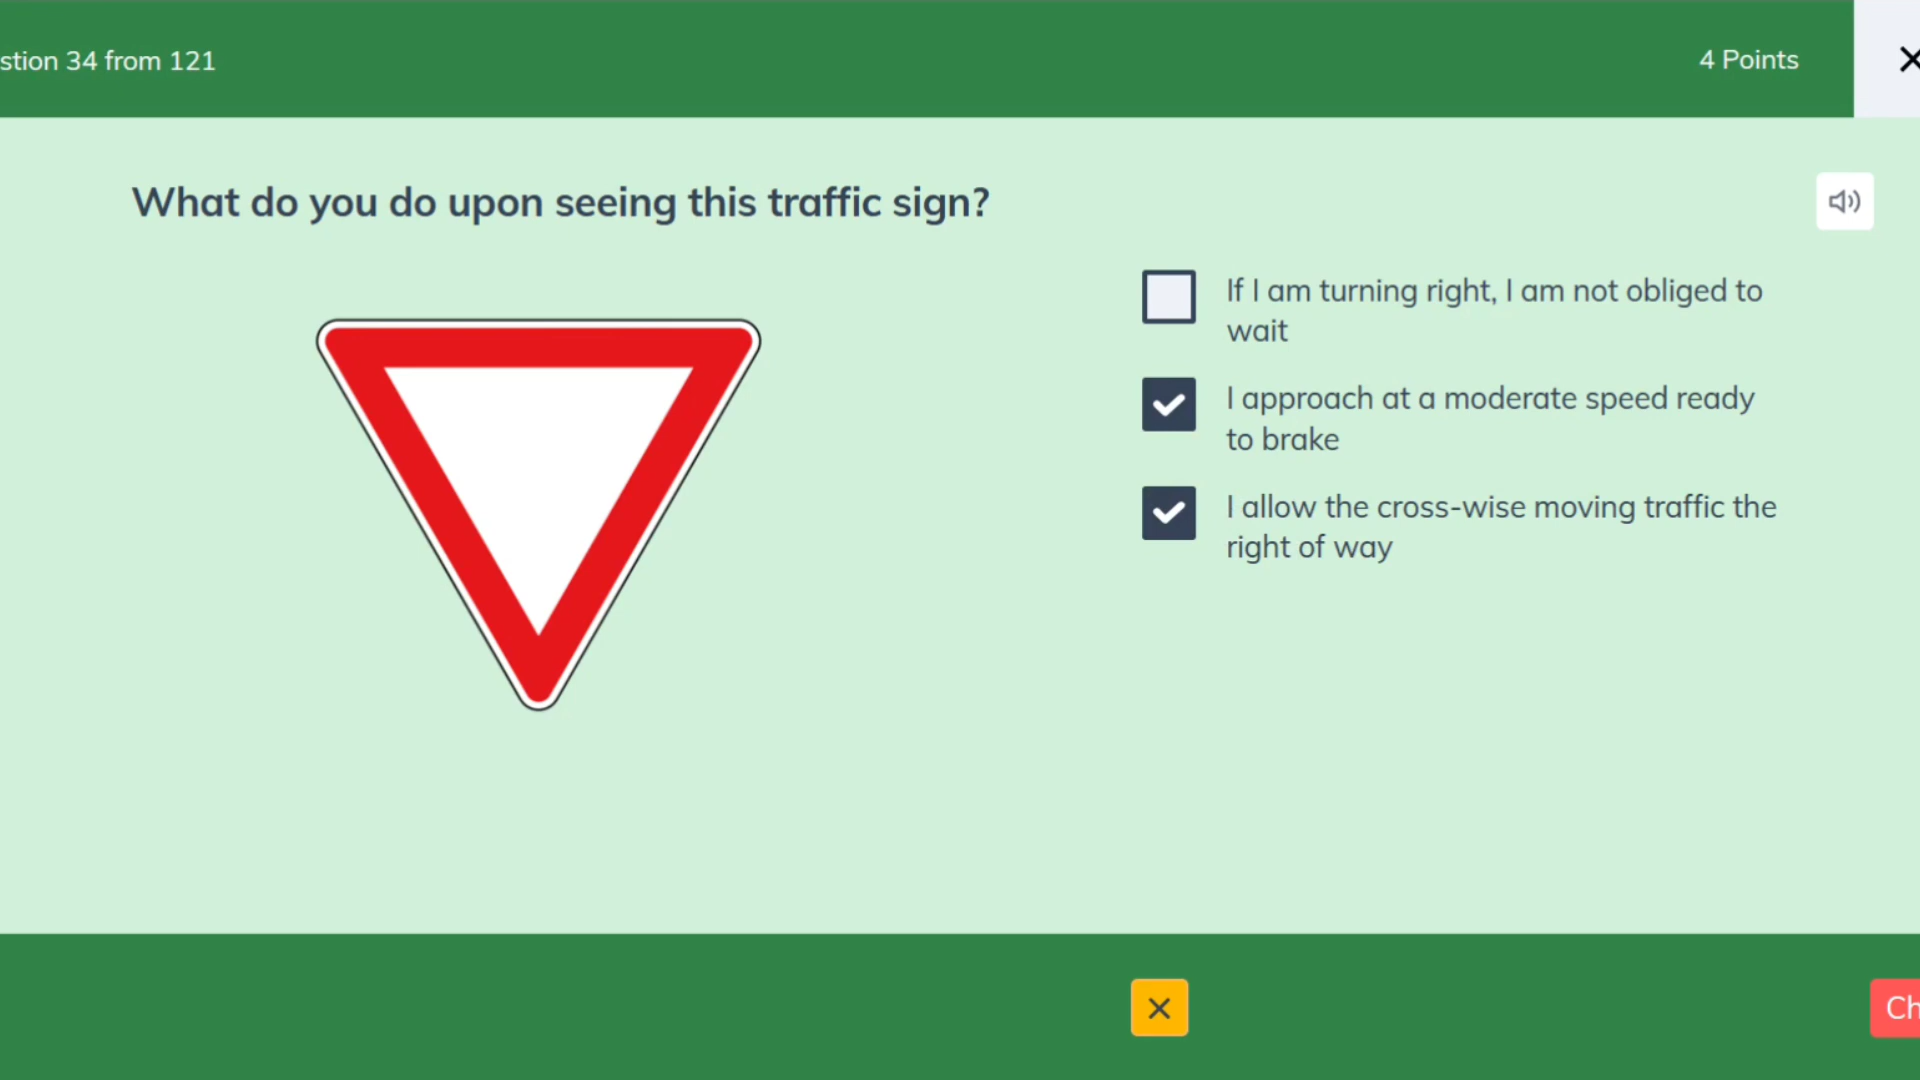 stion 34 from 121
4 Points
What do you do upon seeing this traffic sign?
If I am turning right, I am not obliged to
wait
I approach at a moderate speed ready
to brake
I allow the cross-wise moving traffic the
right of way
Ch